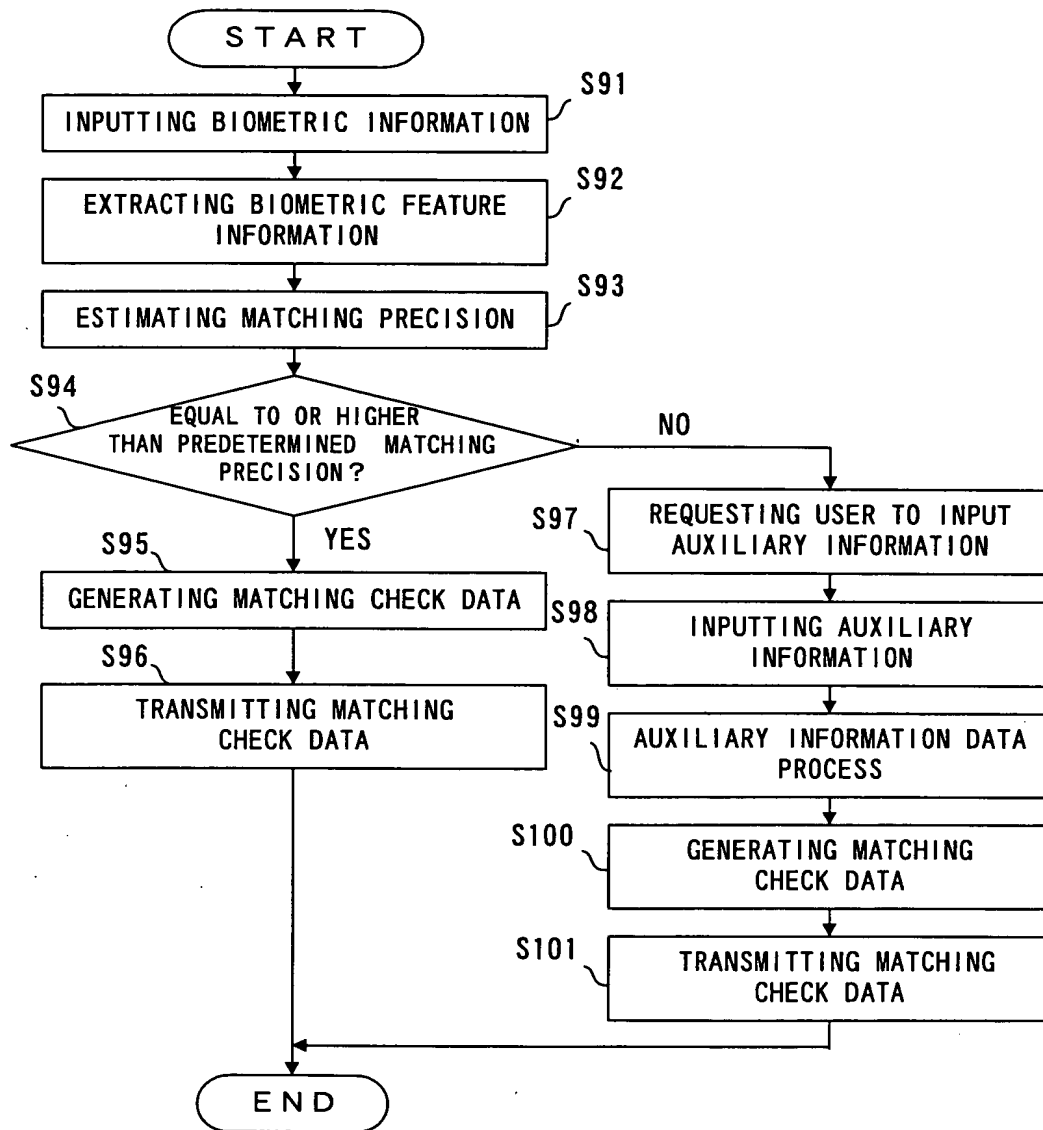 START
S91
INPUTTING BIOMETRIC INFORMATION
S92
EXTRACTING BIOMETRIC FEATURE
INFORMATION
S93
ESTIMATING MATCHING PRECISION
S94
EQUAL TO OR HIGHER
THAN PREDETERMINED MATCHING
PRECISION?
NO
YES
S95
GENERATING MATCHING CHECK DATA
S96
TRANSMITTING MATCHING
CHECK DATA
S97
REQUESTING USER TO INPUT
AUXILIARY INFORMATION
S98
INPUTTING AUXILIARY
INFORMATION
S99
AUXILIARY INFORMATION DATA
PROCESS
S100
GENERATING MATCHING
CHECK DATA
S101
TRANSMITTING MATCHING
CHECK DATA
END